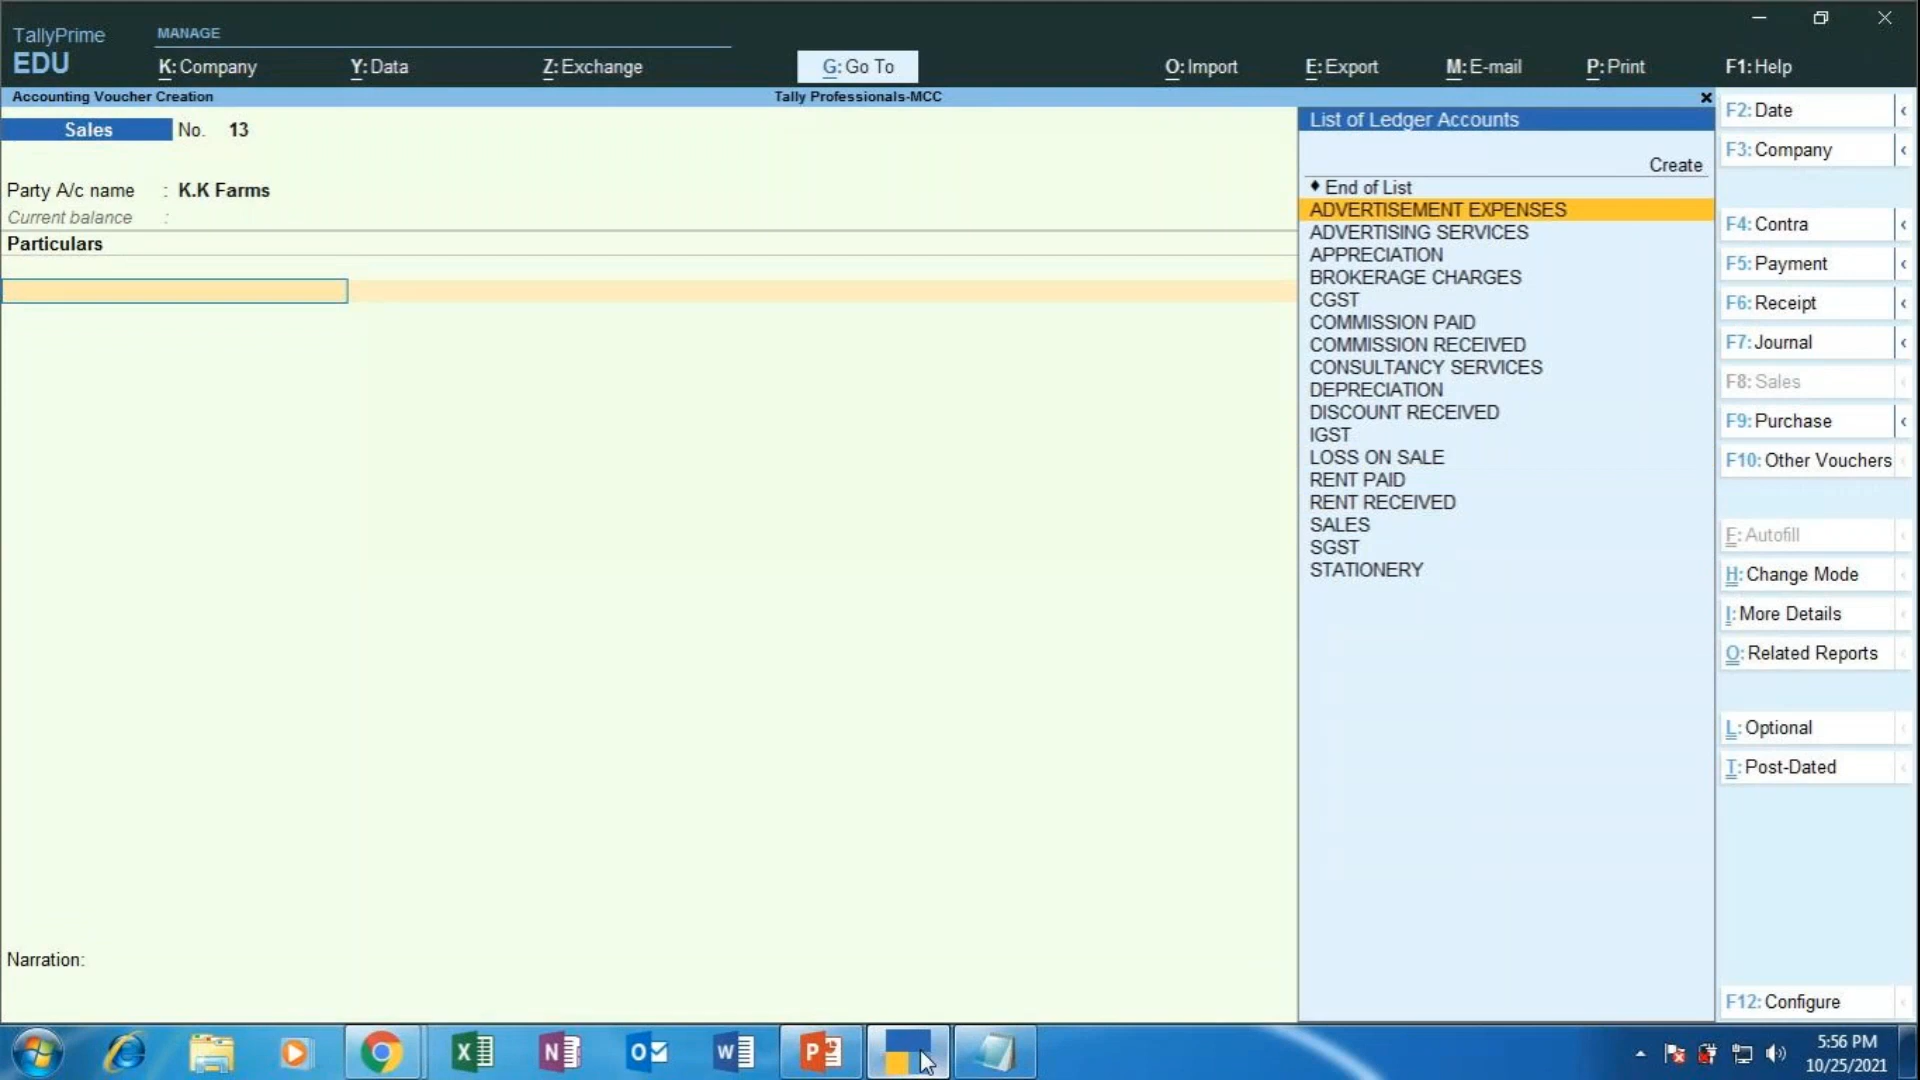 TallyPrime
EDU
MANAGE
K: Company
Y: Data
Z: Exchange
G: Go To
O: Import
E: Export
M: E-mail
P: Print
F1: Help
Accounting Voucher Creation
Tally Professionals-MCC
Sales No. 13
Party A/c name : K.K Farms
Current balance :
Particulars
Narration:
List of Ledger Accounts
Create
♦ End of List
ADVERTISEMENT EXPENSES
ADVERTISING SERVICES
APPRECIATION
BROKERAGE CHARGES
CGST
COMMISSION PAID
COMMISSION RECEIVED
CONSULTANCY SERVICES
DEPRECIATION
DISCOUNT RECEIVED
IGST
LOSS ON SALE
RENT PAID
RENT RECEIVED
SALES
SGST
STATIONERY
F2: Date
F3: Company
F4: Contra
F5: Payment
F6: Receipt
F7: Journal
F8: Sales
F9: Purchase
F10: Other Vouchers
F: Autofill
H: Change Mode
I: More Details
O: Related Reports
L: Optional
T: Post-Dated
F12: Configure
5:56 PM
10/25/2021